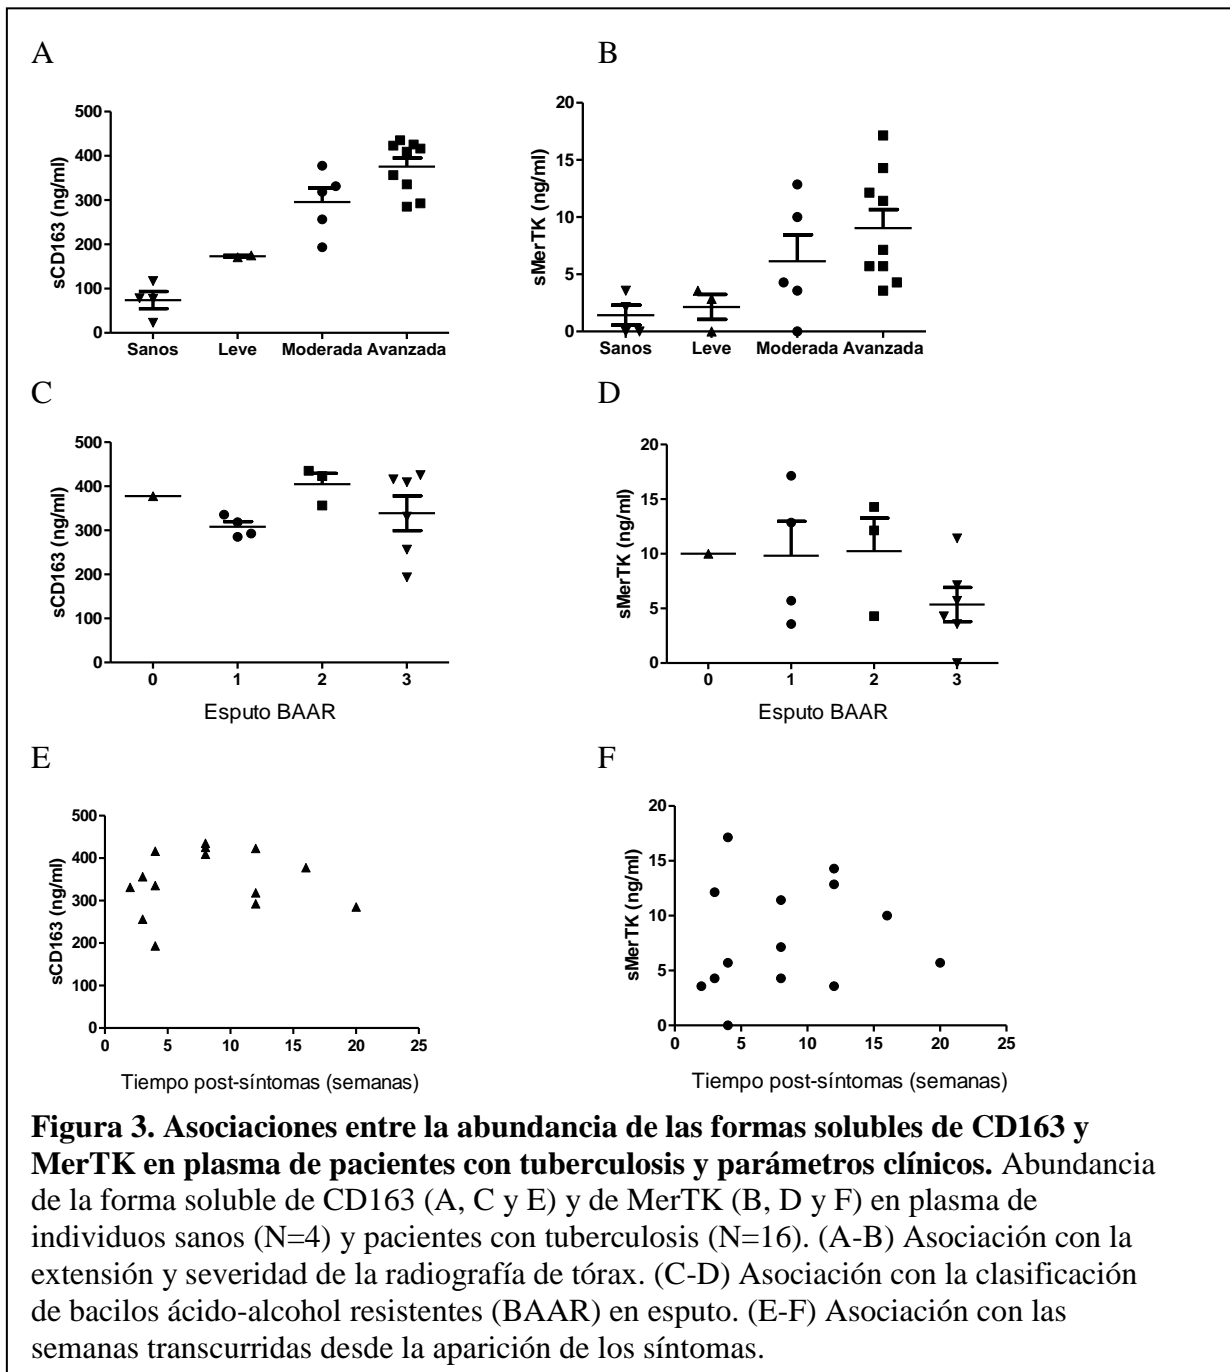 A
B
500
400
300
200
100
0
sCD163 (ng/ml)
Sanos Leve Moderada Avanzada
20
15
10
5
0
sMerTK (ng/ml)
Sanos Leve Moderada Avanzada
C
D
500
400
300
200
100
0
sCD163 (ng/ml)
0 1 2 3
Esputo BAAR
20
15
10
5
0
sMerTK (ng/ml)
0 1 2 3
Esputo BAAR
E
F
500
400
300
200
100
0
sCD163 (ng/ml)
0 5 10 15 20 25
Tiempo post-síntomas (semanas)
20
15
10
5
0
sMerTK (ng/ml)
0 5 10 15 20 25
Tiempo post-síntomas (semanas)
Figura 3. Asociaciones entre la abundancia de las formas solubles de CD163 y
MerTK en plasma de pacientes con tuberculosis y parámetros clínicos. Abundancia
de la forma soluble de CD163 (A, C y E) y de MerTK (B, D y F) en plasma de
individuos sanos (N=4) y pacientes con tuberculosis (N=16). (A-B) Asociación con la
extensión y severidad de la radiografía de tórax. (C-D) Asociación con la clasificación
de bacilos ácido-alcohol resistentes (BAAR) en esputo. (E-F) Asociación con las
semanas transcurridas desde la aparición de los síntomas.